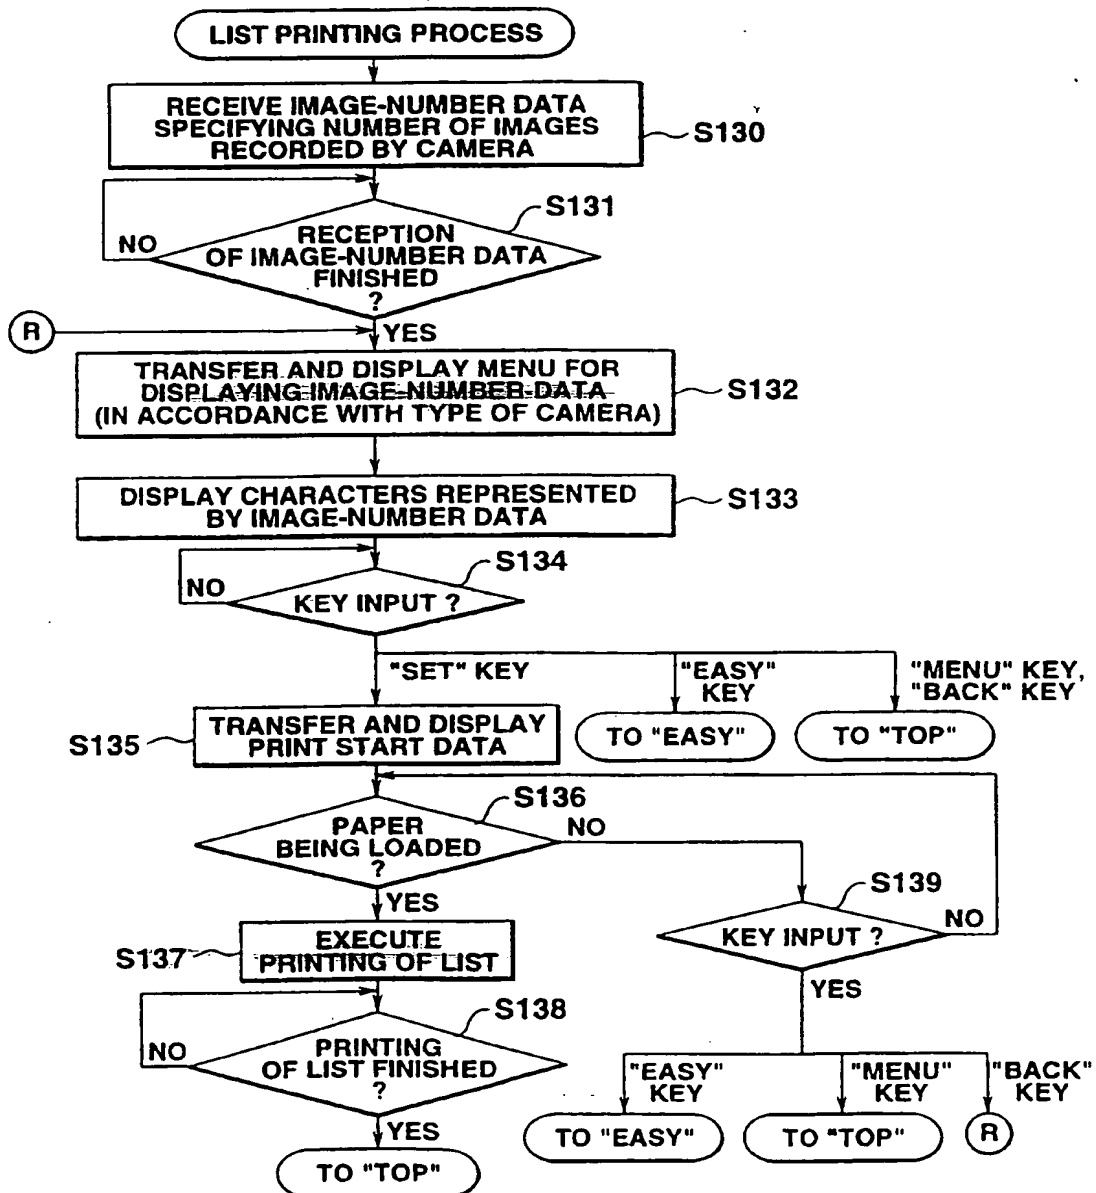 LIST PRINTING PROCESS
RECEIVE IMAGE-NUMBER DATA
SPECIFYING NUMBER OF IMAGES
RECORDED BY CAMERA
S130
S131
NO
RECEPTION
OF IMAGE-NUMBER DATA
FINISHED
?
R
YES
TRANSFER AND DISPLAY MENU FOR
DISPLAYING IMAGE-NUMBER-DATA
(IN ACCORDANCE WITH TYPE OF CAMERA)
S132
DISPLAY CHARACTERS REPRESENTED
BY IMAGE-NUMBER DATA
S133
S134
NO
KEY INPUT ?
"SET" KEY
"EASY"
KEY
"MENU" KEY,
"BACK" KEY
S135
TRANSFER AND DISPLAY
PRINT START DATA
TO "EASY"
TO "TOP"
S136
PAPER
BEING LOADED
?
NO
YES
S139
KEY INPUT ?
NO
YES
S137
EXECUTE
PRINTING OF LIST
S138
NO
PRINTING
OF LIST FINISHED
?
YES
"EASY"
KEY
"MENU"
KEY
"BACK"
KEY
TO "EASY"
TO "TOP"
R
TO "TOP"